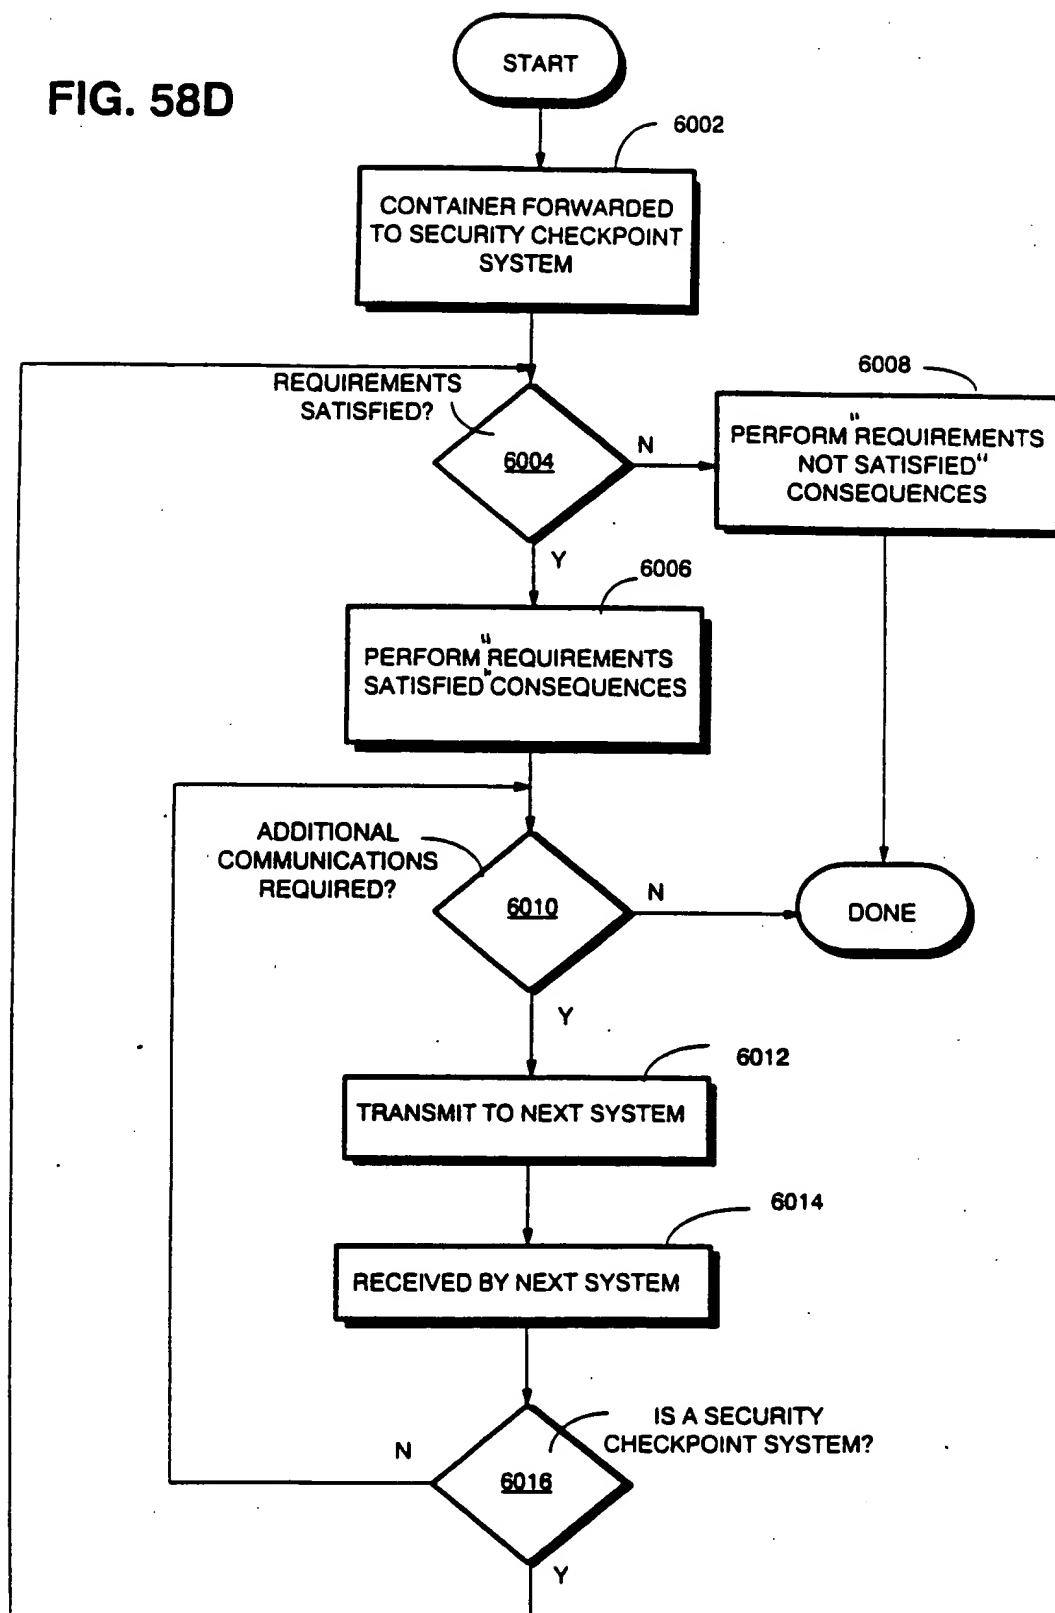 FIG. 58D
START
6002
CONTAINER FORWARDED
TO SECURITY CHECKPOINT
SYSTEM
REQUIREMENTS
SATISFIED?
6004
N
6008
PERFORM "REQUIREMENTS
NOT SATISFIED"
CONSEQUENCES
Y
6006
PERFORM "REQUIREMENTS
SATISFIED" CONSEQUENCES
ADDITIONAL
COMMUNICATIONS
REQUIRED?
6010
N
DONE
Y
6012
TRANSMIT TO NEXT SYSTEM
6014
RECEIVED BY NEXT SYSTEM
IS A SECURITY
CHECKPOINT SYSTEM?
N
6016
Y